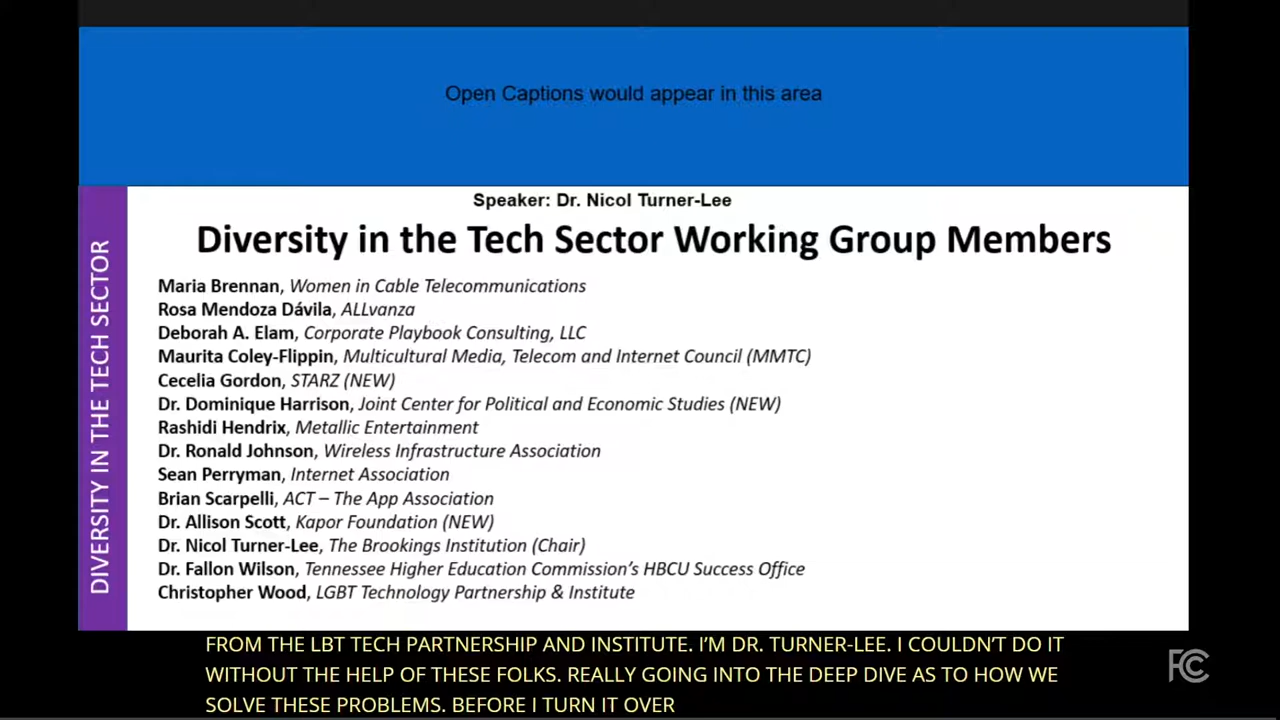 Open Captions would appear in this area
Speaker: Dr. Nicol Turner-Lee
Diversity in the Tech Sector Working Group Members
DIVERSITY IN THE TECH SECTOR
Maria Brennan, Women in Cable Telecommunications
Rosa Mendoza Dávila, ALLvanza
Deborah A. Elam, Corporate Playbook Consulting, LLC
Maurita Coley-Flippin, Multicultural Media, Telecom and Internet Council (MMTC)
Cecelia Gordon, STARZ (NEW)
Dr. Dominique Harrison, Joint Center for Political and Economic Studies (NEW)
Rashidi Hendrix, Metallic Entertainment
Dr. Ronald Johnson, Wireless Infrastructure Association
Sean Perryman, Internet Association
Brian Scarpelli, ACT – The App Association
Dr. Allison Scott, Kapor Foundation (NEW)
Dr. Nicol Turner-Lee, The Brookings Institution (Chair)
Dr. Fallon Wilson, Tennessee Higher Education Commission's HBCU Success Office
Christopher Wood, LGBT Technology Partnership & Institute
FROM THE LBT TECH PARTNERSHIP AND INSTITUTE. I'M DR. TURNER-LEE. I COULDN'T DO IT
WITHOUT THE HELP OF THESE FOLKS. REALLY GOING INTO THE DEEP DIVE AS TO HOW WE
SOLVE THESE PROBLEMS. BEFORE I TURN IT OVER
FCC